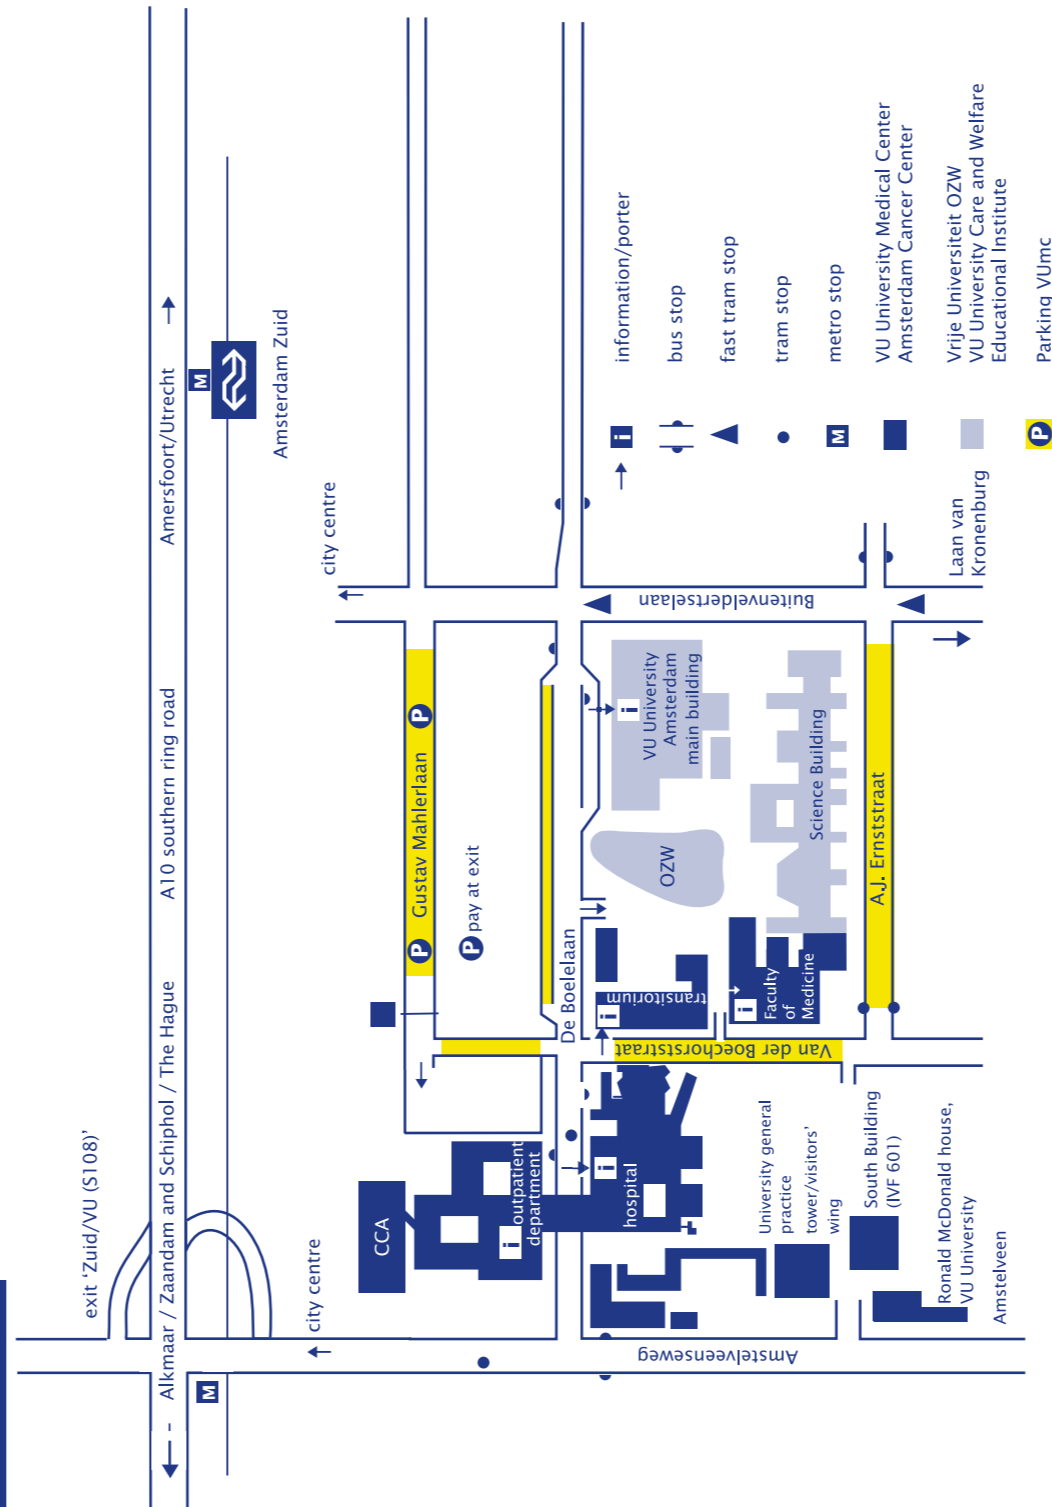 exit ‘Zuid/VU (S108)’
Alkmaar / Zaandam and Schiphol / The Hague
A10 southern ring road
Amersfoort/Utrecht
M
M
Amsterdam Zuid
city centre
city centre
P
Gustav Mahlerlaan
P
P pay at exit
CCA
i
outpatient
department
De Boelelaan
i
hospital
i
transitorium
OZW
i
VU University
Amsterdam
main building
Buitenveldertselaan
Amstelveenseweg
Van der Boechorststraat
i
Faculty
of
Medicine
Science Building
A.J. Ernststraat
University general
practice
tower/visitors’
wing
South Building
(IVF 601)
Ronald McDonald house,
VU University
Amstelveen
Laan van
Kronenburg
i information/porter
bus stop
fast tram stop
tram stop
M metro stop
VU University Medical Center
Amsterdam Cancer Center
Vrije Universiteit OZW
VU University Care and Welfare
Educational Institute
P Parking VUmc